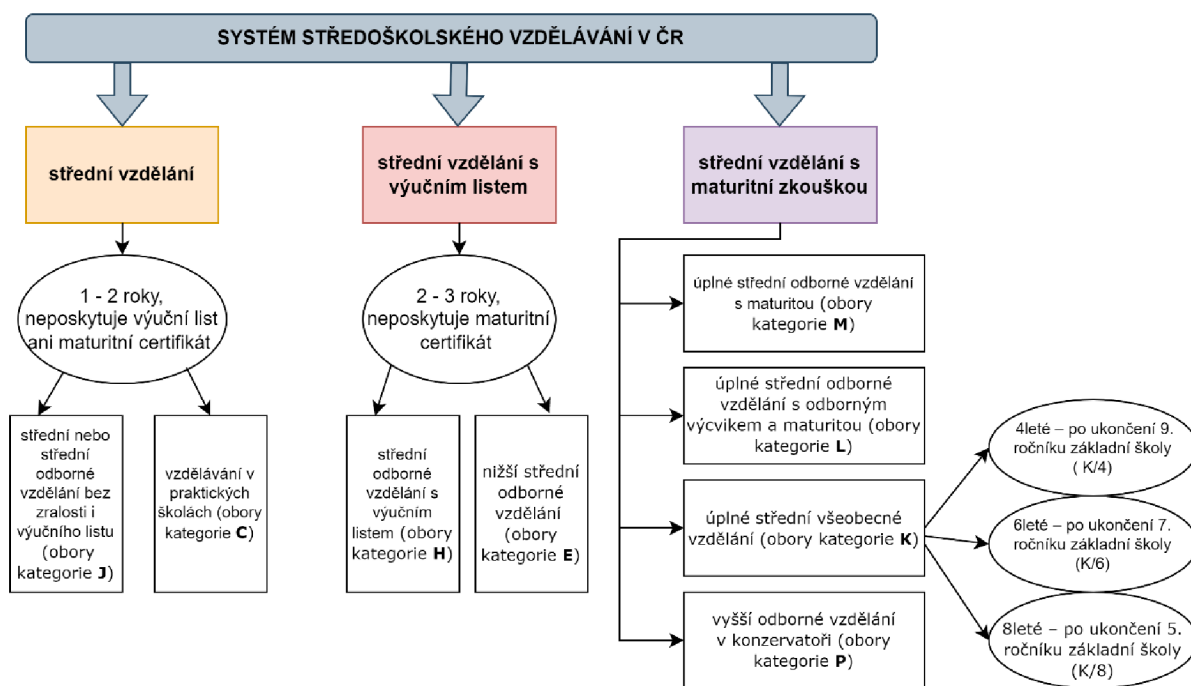 SYSTÉM STŘEDOŠKOLSKÉHO VZDĚLÁVÁNÍ V ČR
střední vzdělání
střední vzdělání s
výučním listem
střední vzdělání s
maturitní zkouškou
1 - 2 roky,
neposkytuje výuční list
ani maturitní certifikát
2 - 3 roky,
neposkytuje maturitní
certifikát
střední nebo
střední
odborné
vzdělání bez
zralosti i
výučního listu
(obory
kategorie J)
vzdělávání v
praktických
školách (obory
kategorie C)
střední
odborné
vzdělání s
výučním
listem (obory
kategorie H)
nižší střední
odborné
vzdělání
(obory
kategorie E)
úplné střední odborné vzdělání
s maturitou (obory
kategorie M)
úplné střední odborné
vzdělání s odborným
výcvikem a maturitou (obory
kategorie L)
úplné střední všeobecné
vzdělání (obory kategorie K)
vyšší odborné vzdělání
v konzervatoři (obory
kategorie P)
4leté – po ukončení 9.
ročníku základní školy
( K/4)
6leté – po ukončení 7.
ročníku základní školy
(K/6)
8leté – po ukončení 5.
ročníku základní školy
(K/8)